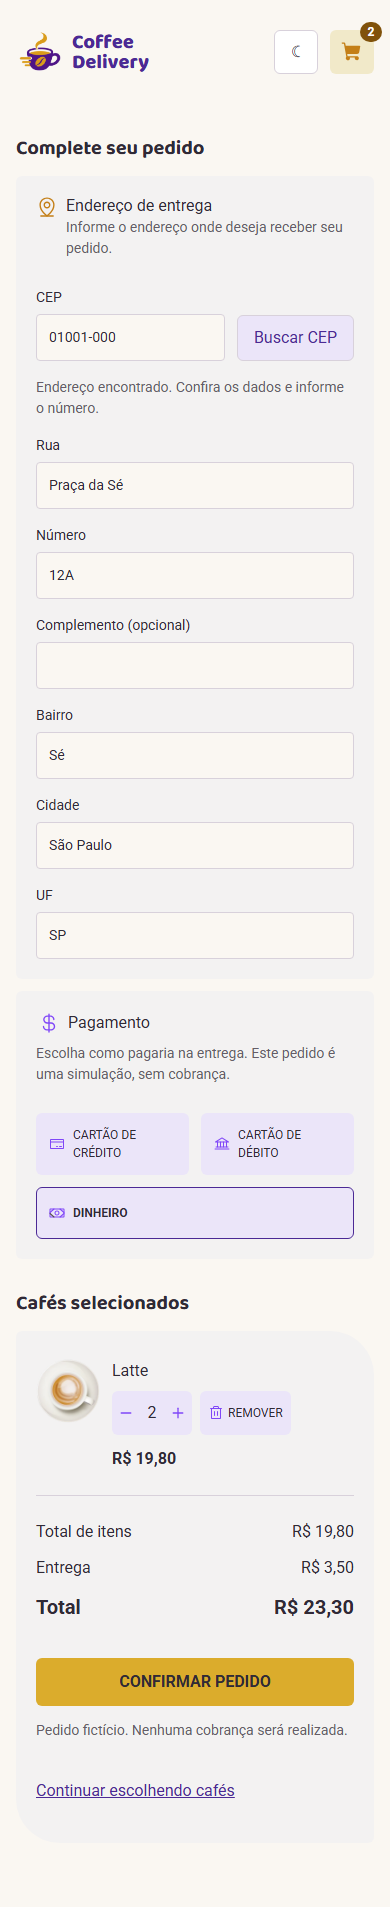 Coffee
Delivery
2
Complete seu pedido
Endereço de entrega
Informe o endereço onde deseja receber seu
pedido.
CEP
01001-000
Buscar CEP
Endereço encontrado. Confira os dados e informe
o número.
Rua
Praça da Sé
Número
12A
Complemento (opcional)
Bairro
Sé
Cidade
São Paulo
UF
SP
Pagamento
Escolha como pagaria na entrega. Este pedido é
uma simulação, sem cobrança.
CARTÃO DE
CRÉDITO
CARTÃO DE
DÉBITO
DINHEIRO
Cafés selecionados
Latte
2
REMOVER
R$ 19,80
Total de itens R$ 19,80
Entrega R$ 3,50
Total R$ 23,30
CONFIRMAR PEDIDO
Pedido fictício. Nenhuma cobrança será realizada.
Continuar escolhendo cafés